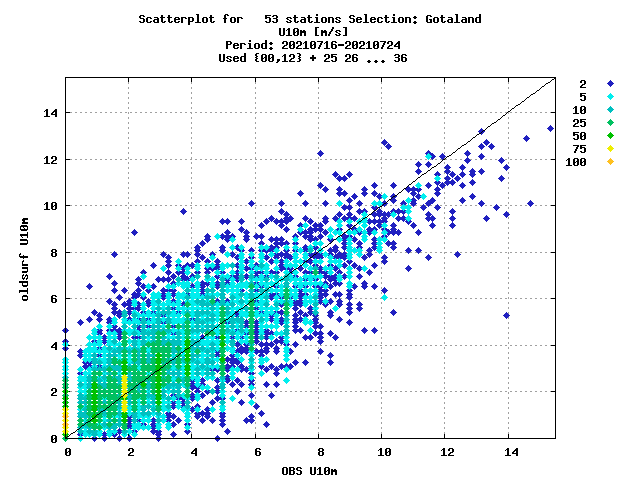 Scatterplot for 53 stations Selection: Gotaland
U10m [m/s]
Period: 20210716-20210724
Used {00,12} + 25 26 ... 36
2
5
10
25
50
75
100
14
12
10
8
6
4
2
0
oldsurf U10m
0 2 4 6 8 10 12 14
OBS U10m